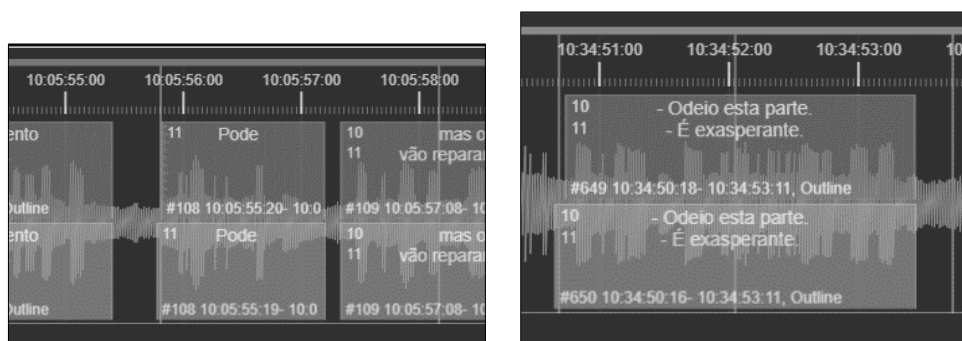 10:05:55:00 10:05:56:00 10:05:57:00 10:05:58:00
ento 11 Pode 10 mas o
11 vão repara
Outline #108 10:05:55:20- 10:0 #109 10:05:57:08- 10
ento 11 Pode 10 mas o
11 vão repara
Outline #108 10:05:55:19- 10:0 #109 10:05:57:08- 10
10:34:51:00 10:34:52:00 10:34:53:00 10
10 - Odeio esta parte.
11 - É exasperante.
#649 10:34:50:18- 10:34:53:11, Outline
10 - Odeio esta parte.
11 - É exasperante.
#650 10:34:50:16- 10:34:53:11, Outline